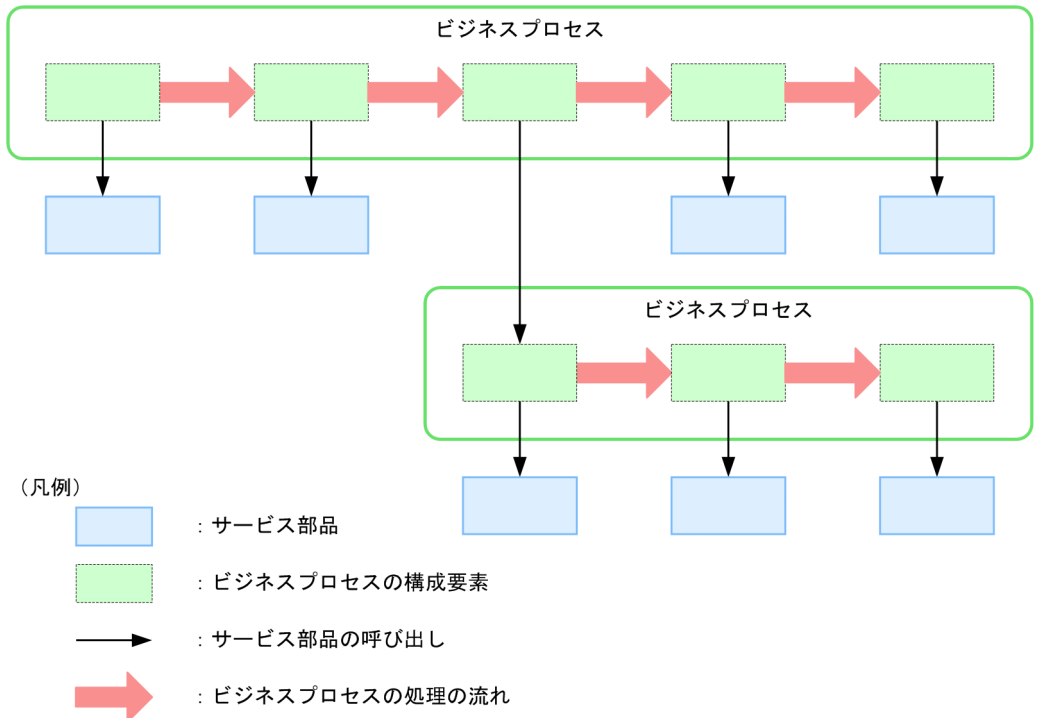 ビジネスプロセス
ビジネスプロセス
（凡例）
：サービス部品
：ビジネスプロセスの構成要素
：サービス部品の呼び出し
：ビジネスプロセスの処理の流れ